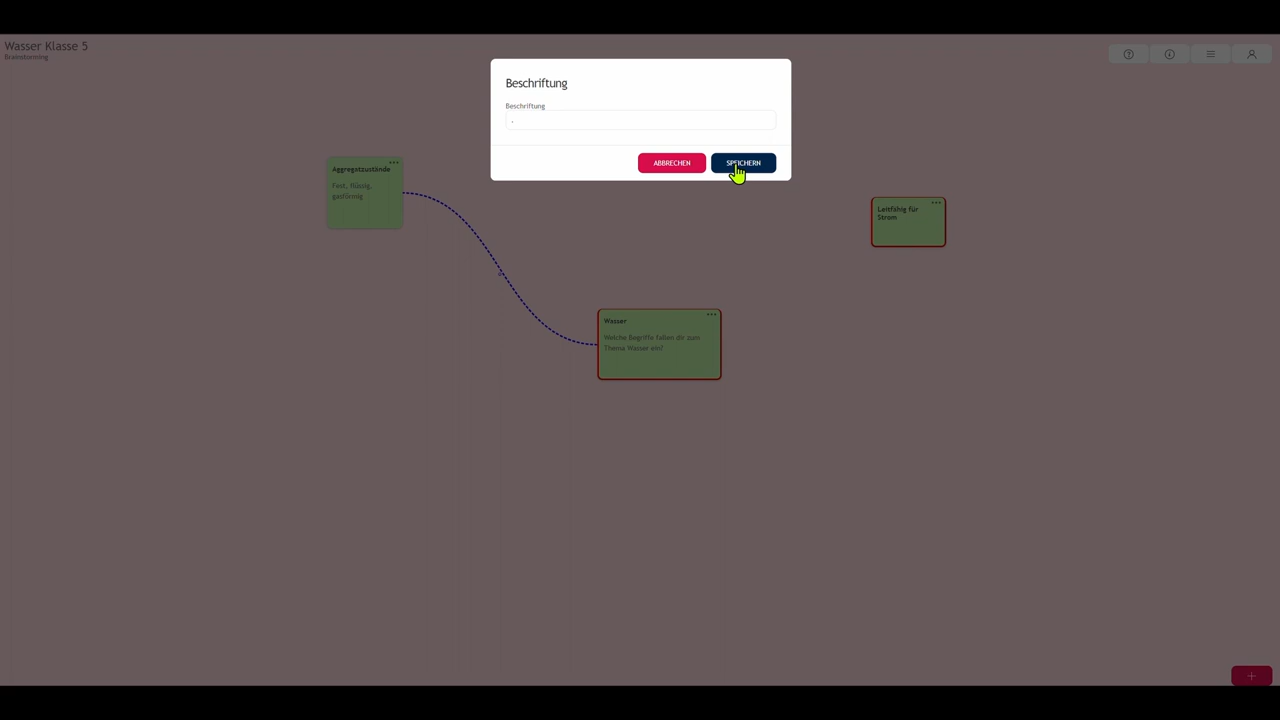 Wasser Klasse 5
Brainstorming
Beschriftung
Beschriftung
.
ABBRECHEN
SPEICHERN
Aggregatzustände
Fest, flüssig,
gasförmig
Leitfähig für
Strom
Wasser
Welche Begriffe fallen dir zum
Thema Wasser ein?